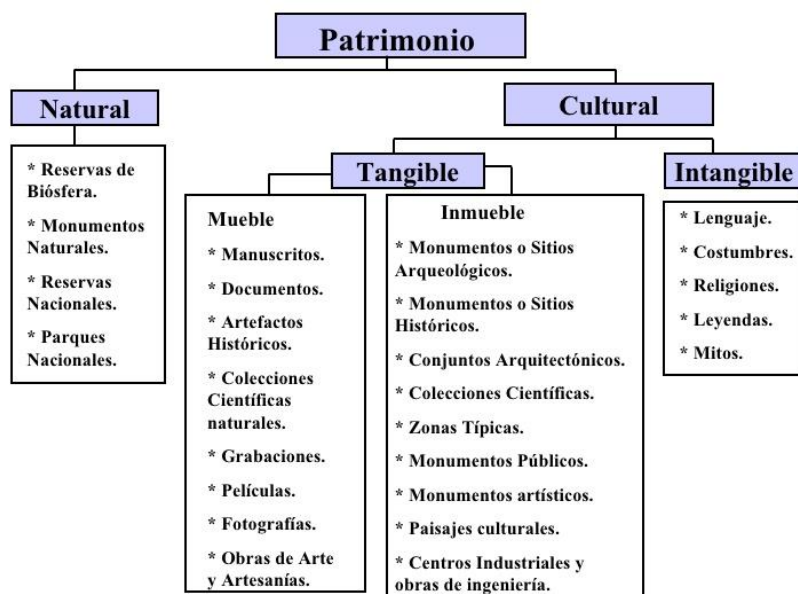 Patrimonio
Natural
Cultural
* Reservas de
Biósfera.
* Monumentos
Naturales.
* Reservas
Nacionales.
* Parques
Nacionales.
Tangible
Intangible
Mueble
* Manuscritos.
* Documentos.
* Artefactos
Históricos.
* Colecciones
Científicas
naturales.
* Grabaciones.
* Películas.
* Fotografías.
* Obras de Arte
y Artesanías.
Inmueble
* Monumentos o Sitios
Arqueológicos.
* Monumentos o Sitios
Históricos.
* Conjuntos Arquitectónicos.
* Colecciones Científicas.
* Zonas Típicas.
* Monumentos Públicos.
* Monumentos artísticos.
* Paisajes culturales.
* Centros Industriales y
obras de ingeniería.
* Lenguaje.
* Costumbres.
* Religiones.
* Leyendas.
* Mitos.